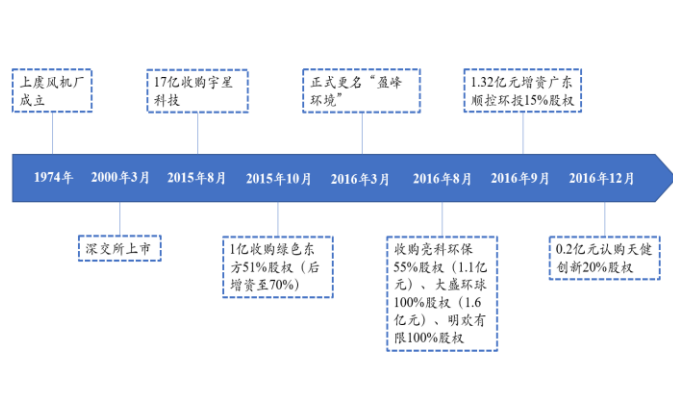 上虞风机厂
成立
17亿收购宇星
科技
正式更名“盈峰
环境”
1.32亿元增资广东
顺控环投15%股权
1974年
2000年3月
2015年8月
2015年10月
2016年3月
2016年8月
2016年9月
2016年12月
深交所上市
1亿收购绿色东
方51%股权（后
增资至70%）
收购亮科环保
55%股权（1.1亿
元）、大盛环球
100%股权（1.6
亿元）、明欢有
限100%股权
0.2亿元认购天健
创新20%股权